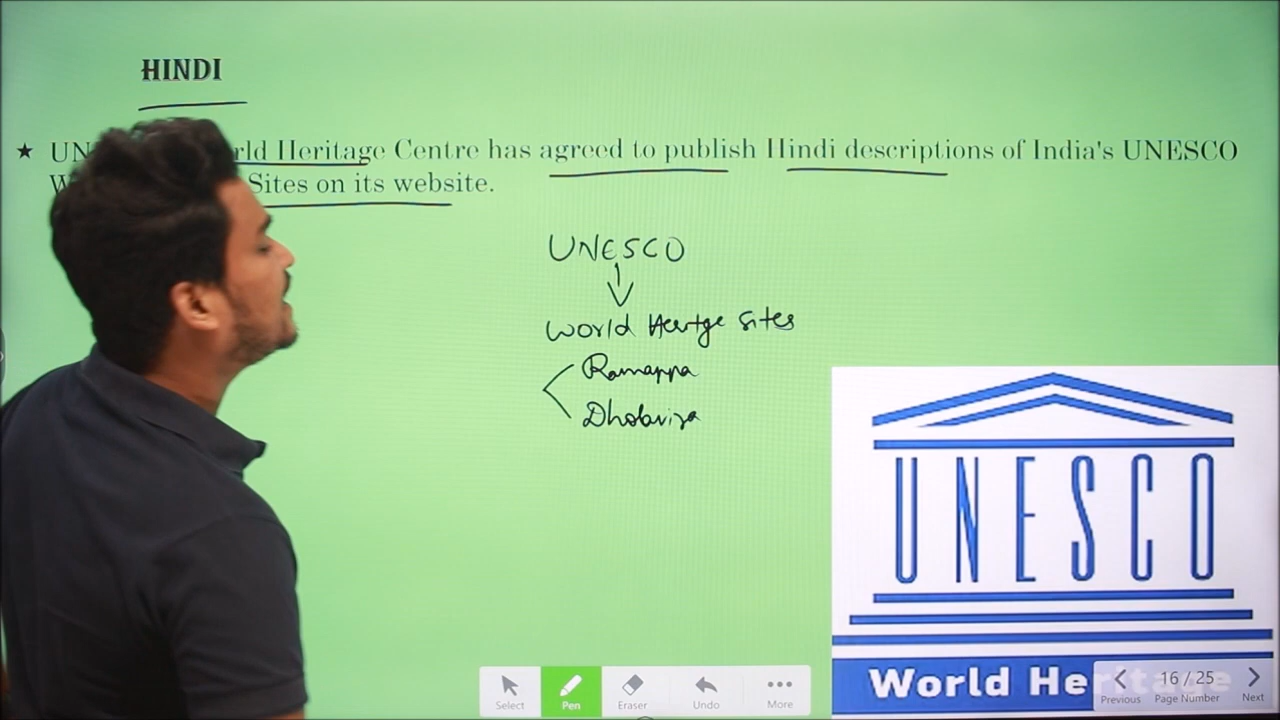 HINDI
★ UN rld Heritage Centre has agreed to publish Hindi descriptions of India's UNESCO
W Sites on its website.
UNESCO
World Heritge Sites
Ramappa
Dholavira
UNESCO
World He
Select Pen Eraser Undo More
16 / 25
Previous Page Number Next